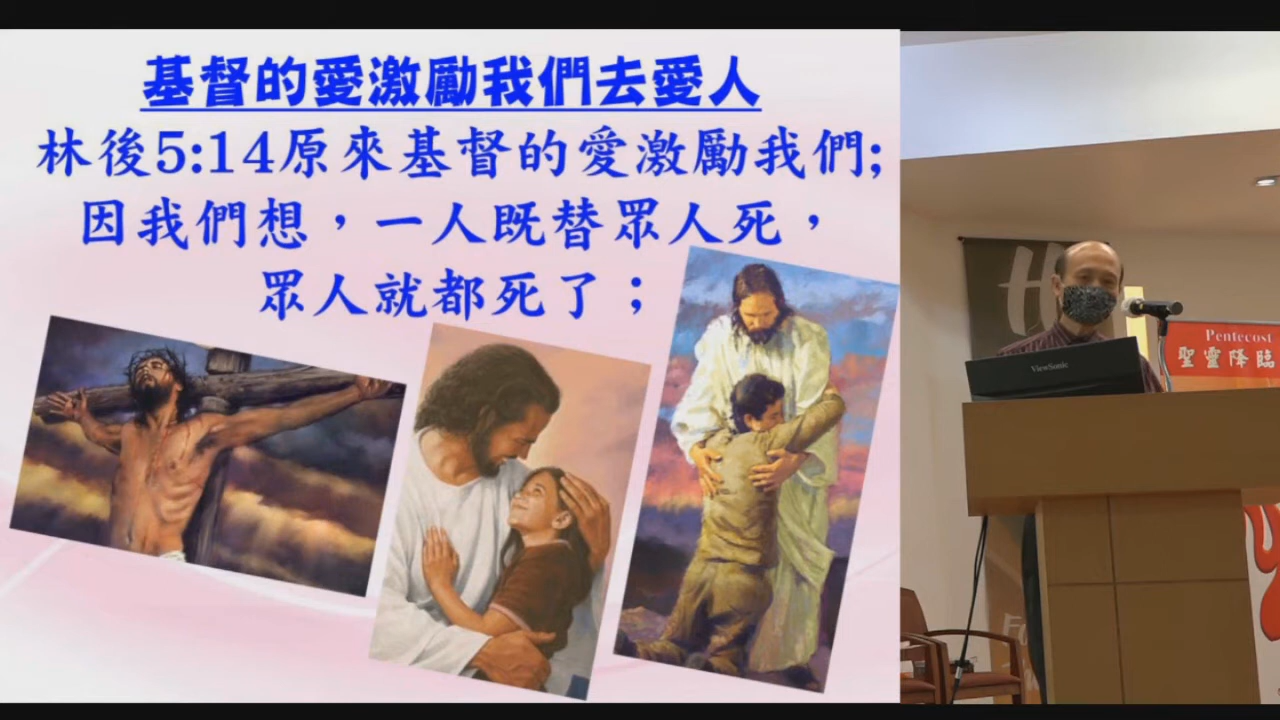 基督的愛激勵我們去愛人
林後5:14原來基督的愛激勵我們;
因我們想，一人既替眾人死，
眾人就都死了；
ViewSonic
Pentecost
聖靈降臨